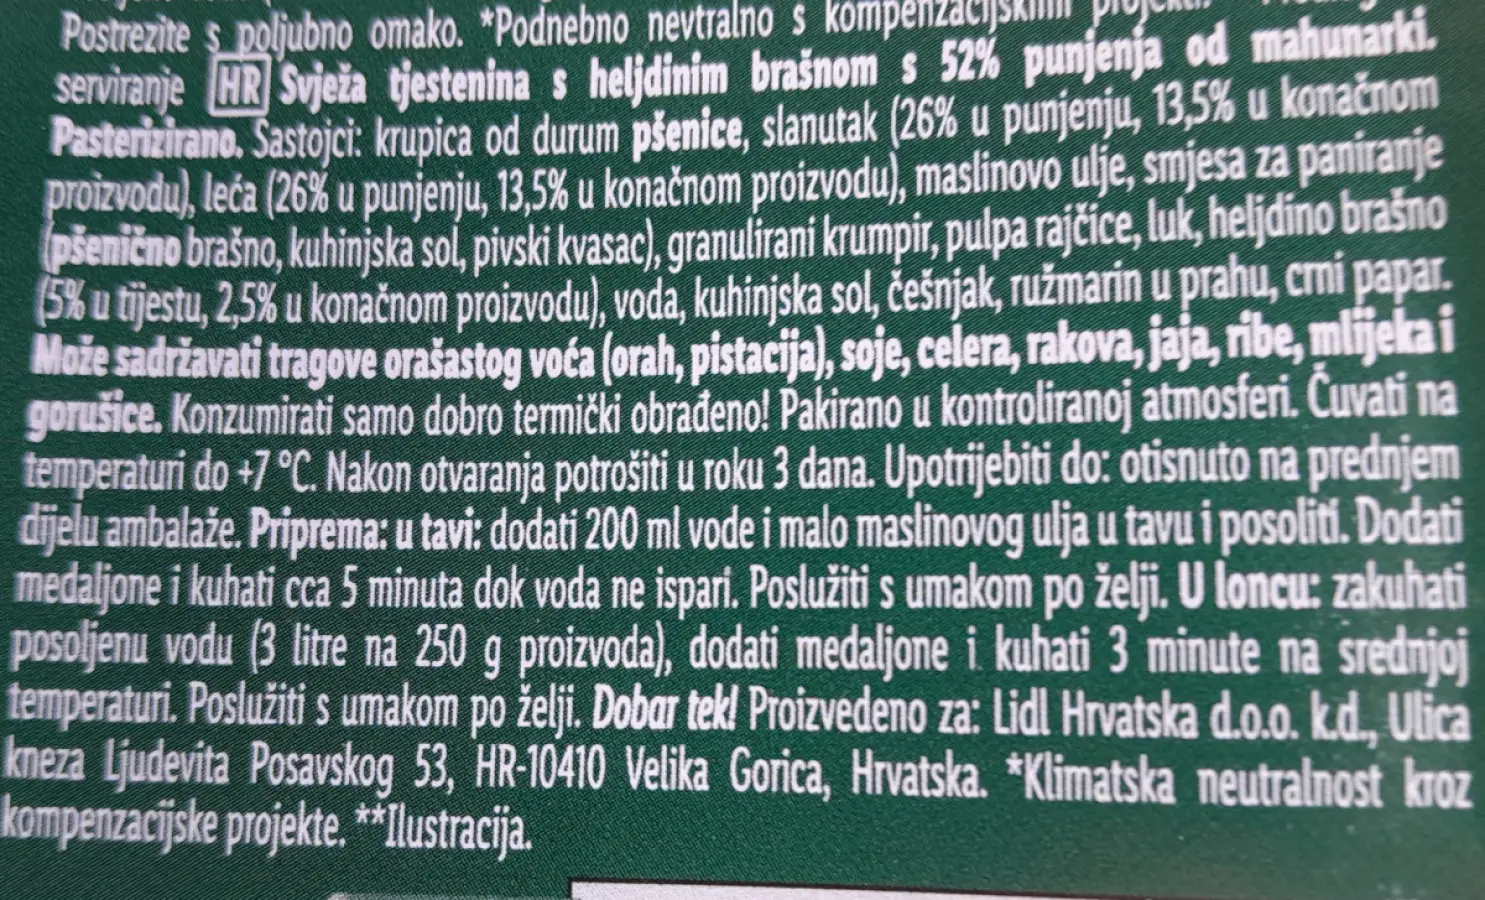 Postrezite s poljubno omako. *Podnebno nevtralno s kompenzacijskimi projekti.
serviranje HR Svježa tjestenina s heljdinim brašnom s 52% punjenja od mahunarki.
Pasterizirano. Sastojci: krupica od durum pšenice, slanutak (26% u punjenju, 13,5% u konačnom
proizvodu), leća (26% u punjenju, 13,5% u konačnom proizvodu), maslinovo ulje, smjesa za paniranje
(pšenično brašno, kuhinjska sol, pivski kvasac), granulirani krumpir, pulpa rajčice, luk, heljdino brašno
(5% u tijestu, 2,5% u konačnom proizvodu), voda, kuhinjska sol, češnjak, ružmarin u prahu, crni papar.
Može sadržavati tragove orašastog voća (orah, pistacija), soje, celera, rakova, jaja, ribe, mlijeka i
gorušice. Konzumirati samo dobro termički obrađeno! Pakirano u kontroliranoj atmosferi. Čuvati na
temperaturi do +7 °C. Nakon otvaranja potrošiti u roku 3 dana. Upotrijebiti do: otisnuto na prednjem
dijelu ambalaže. Priprema: u tavi: dodati 200 ml vode i malo maslinovog ulja u tavu i posoliti. Dodati
medaljone i kuhati cca 5 minuta dok voda ne ispari. Poslužiti s umakom po želji. U loncu: zakuhati
posoljenu vodu (3 litre na 250 g proizvoda), dodati medaljone i kuhati 3 minute na srednjoj
temperaturi. Poslužiti s umakom po želji. Dobar tek! Proizvedeno za: Lidl Hrvatska d.o.o. k.d., Ulica
kneza Ljudevita Posavskog 53, HR-10410 Velika Gorica, Hrvatska. *Klimatska neutralnost kroz
kompenzacijske projekte. **Ilustracija.